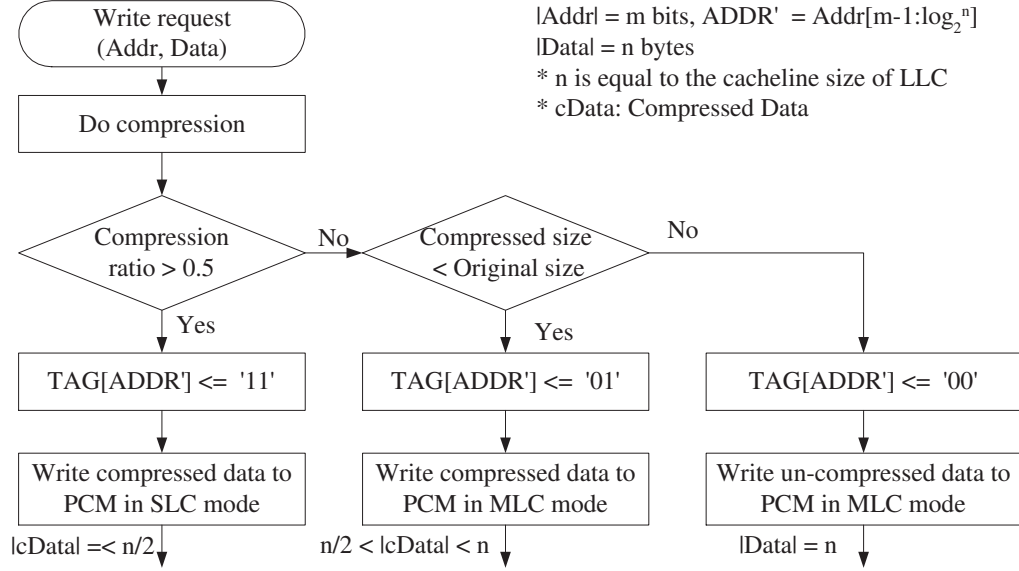 Write request
(Addr, Data)
|Addr| = m bits, ADDR' = Addr[m-1:log₂ⁿ]
|Data| = n bytes
* n is equal to the cacheline size of LLC
* cData: Compressed Data
Do compression
Compression
ratio > 0.5
No
Compressed size
< Original size
No
Yes
Yes
TAG[ADDR'] <= '11'
TAG[ADDR'] <= '01'
TAG[ADDR'] <= '00'
Write compressed data to
PCM in SLC mode
Write compressed data to
PCM in MLC mode
Write un-compressed data to
PCM in MLC mode
|cData| =< n/2
n/2 < |cData| < n
|Data| = n